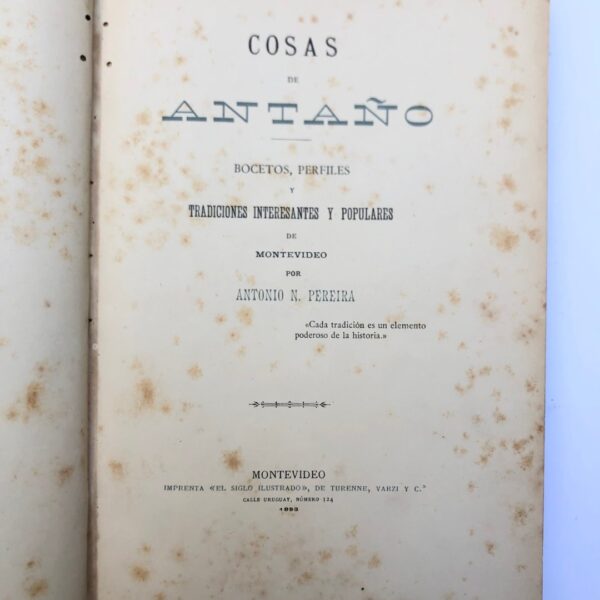 COSAS
DE
ANTAÑO
BOCETOS, PERFILES
Y
TRADICIONES INTERESANTES Y POPULARES
DE
MONTEVIDEO
POR
ANTONIO N. PEREIRA
«Cada tradición es un elemento
poderoso de la historia.»
MONTEVIDEO
IMPRENTA «EL SIGLO ILUSTRADO», DE TURENNE, VARZI Y C.ª
CALLE URUGUAY, NÚMERO 124
1893